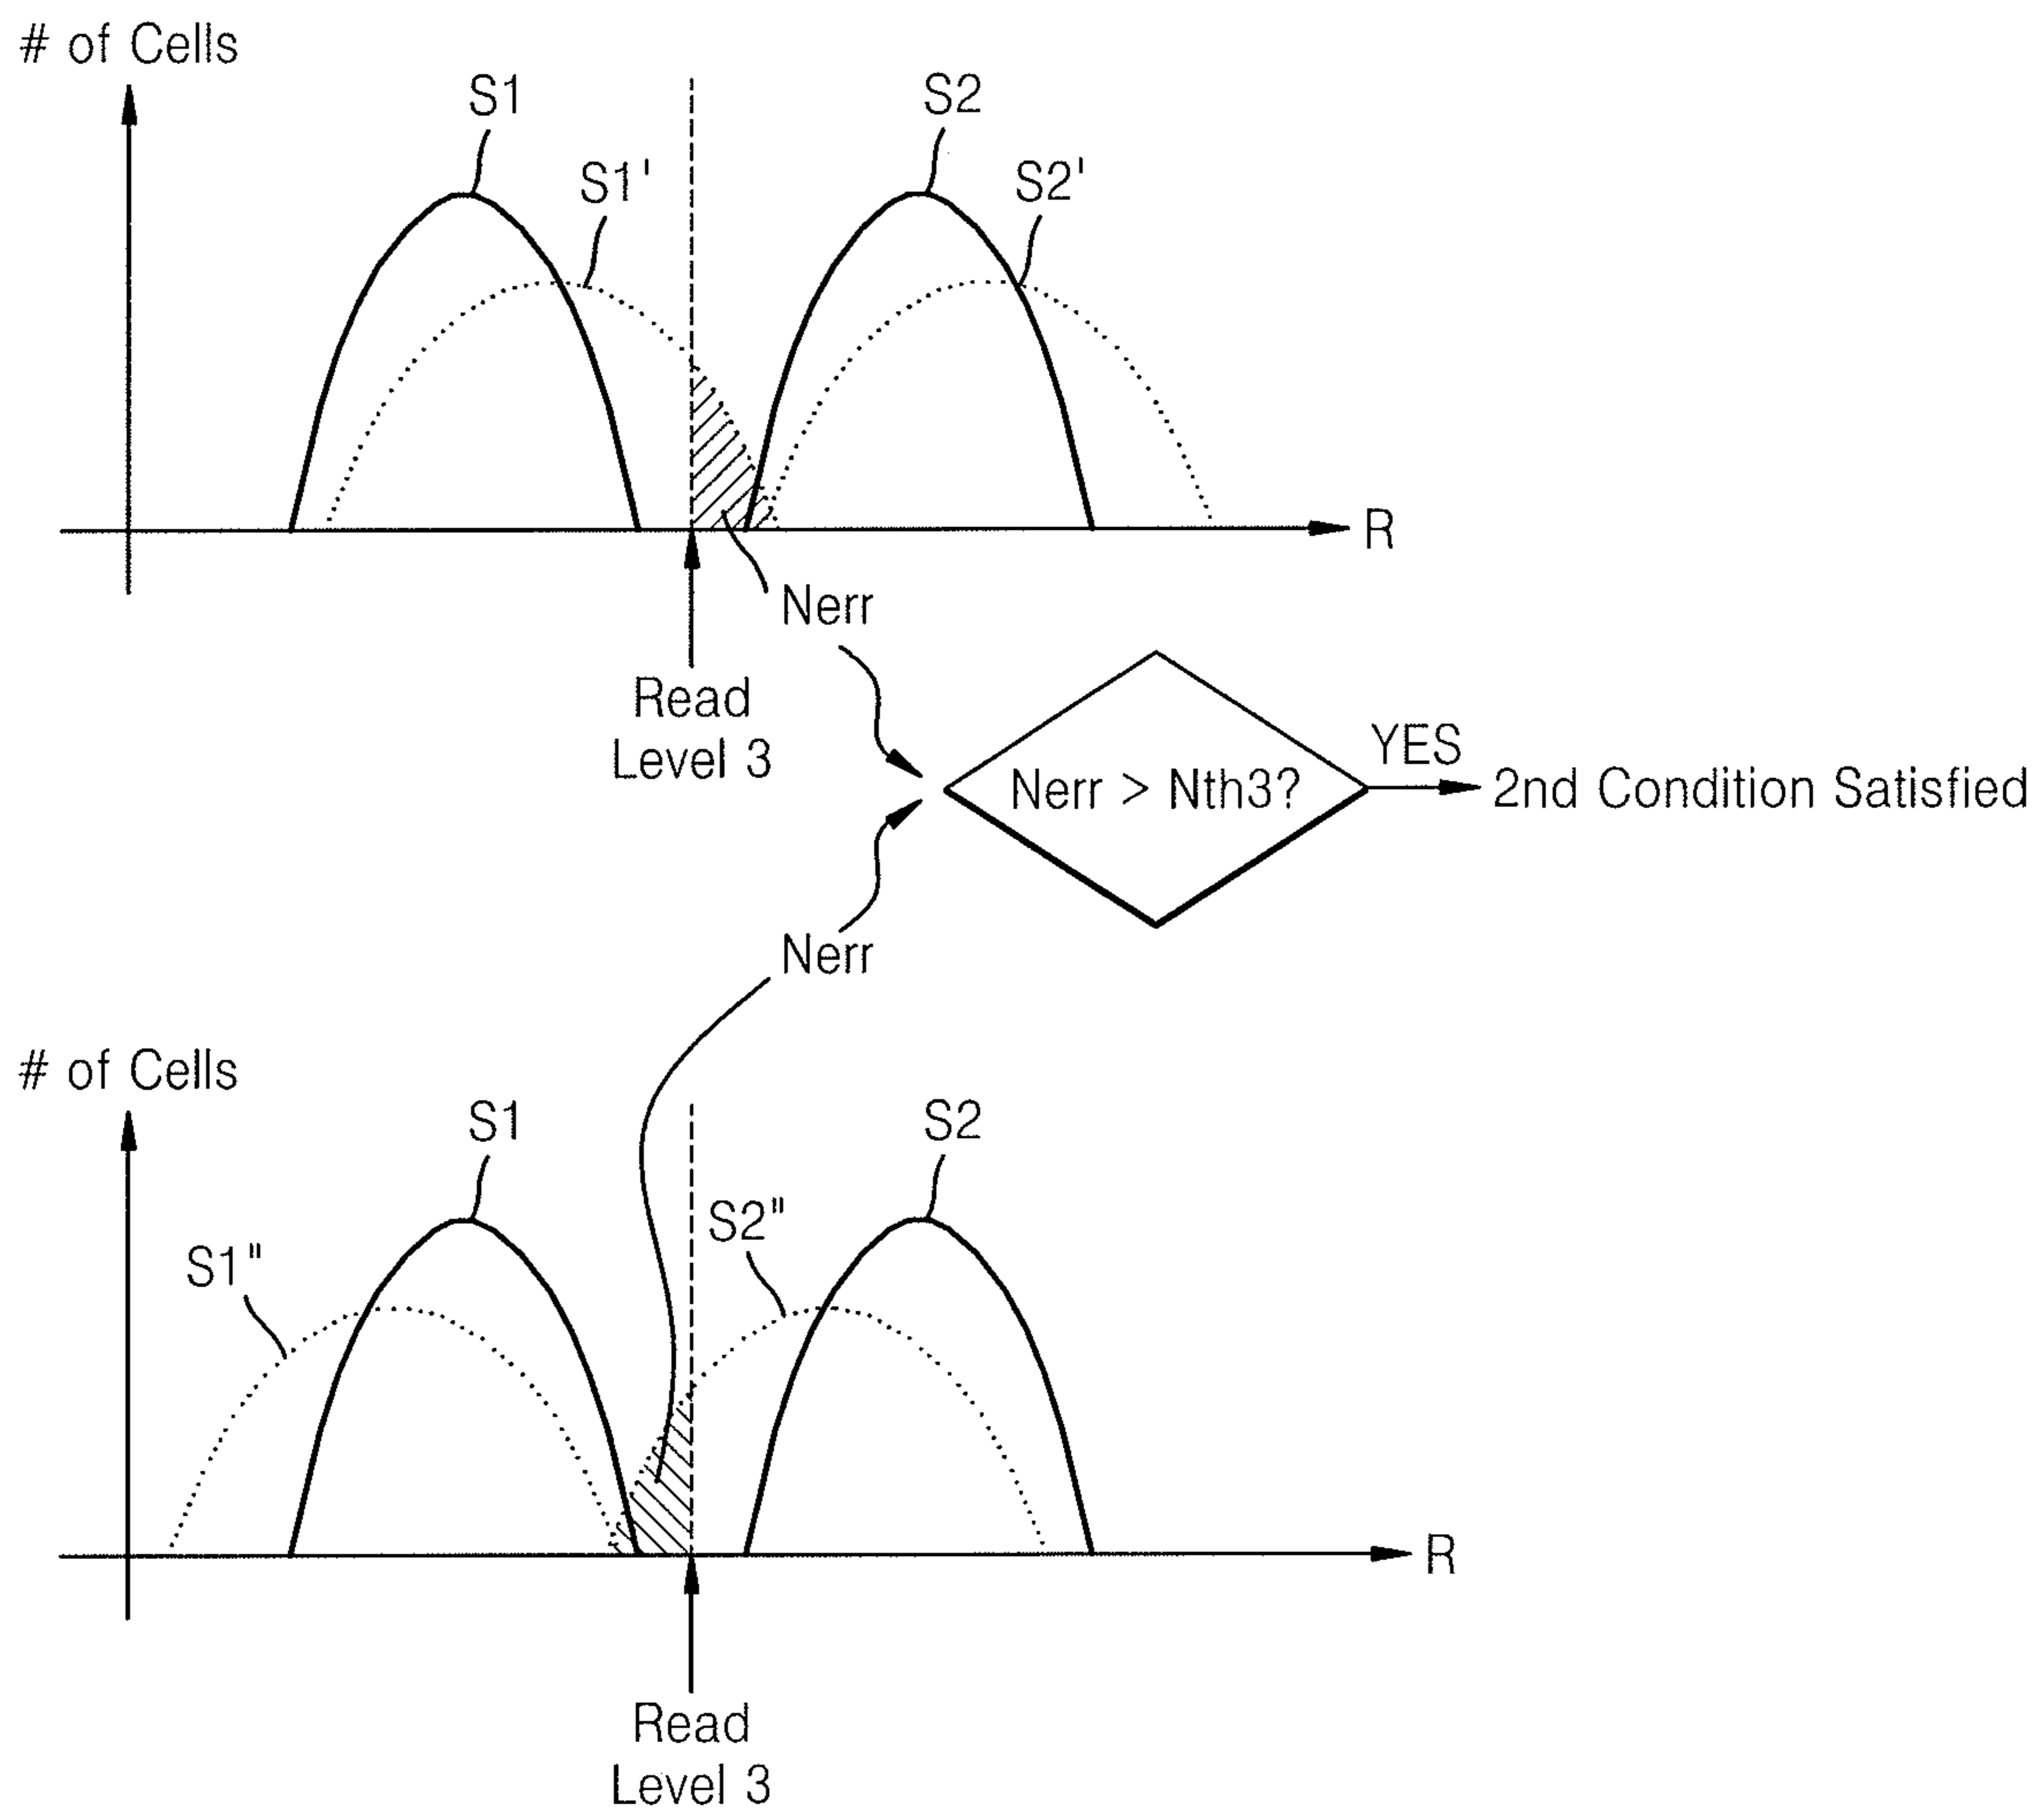 # of Cells
S1
S2
S1'
S2'
R
Nerr
Read
Level 3
YES
Nerr > Nth3?
2nd Condition Satisfied
Nerr
# of Cells
S1
S2
S2"
S1"
R
Read
Level 3